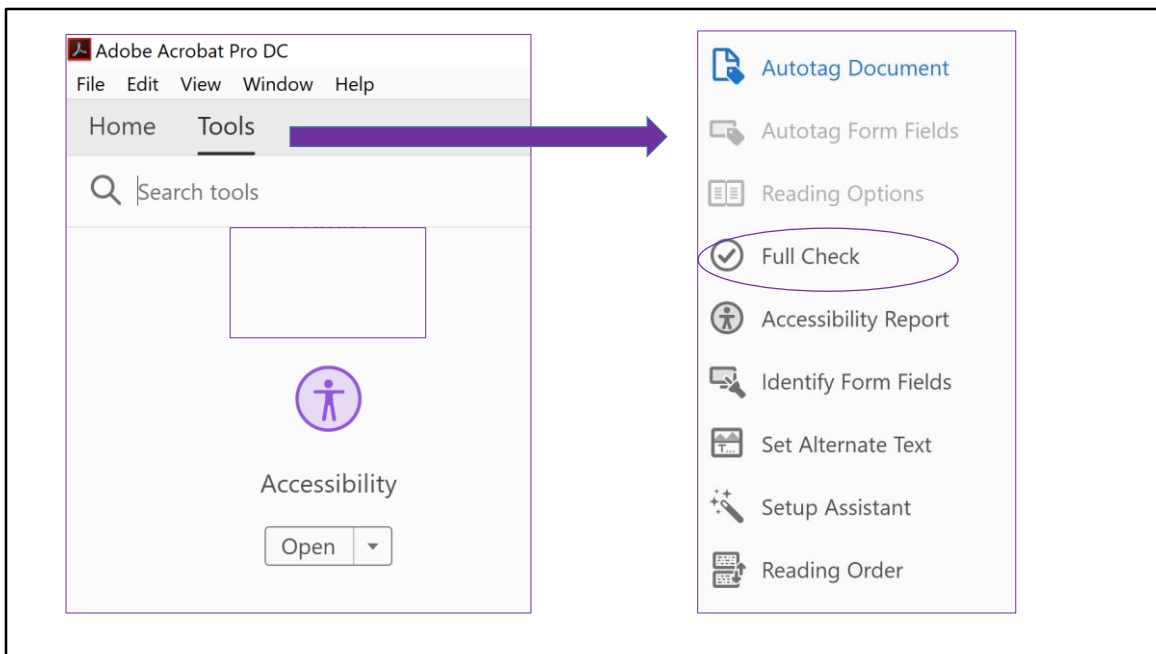 Adobe Acrobat Pro DC
File Edit View Window Help
Home Tools
Search tools
Accessibility
Open
Autotag Document
Autotag Form Fields
Reading Options
Full Check
Accessibility Report
Identify Form Fields
Set Alternate Text
Setup Assistant
Reading Order